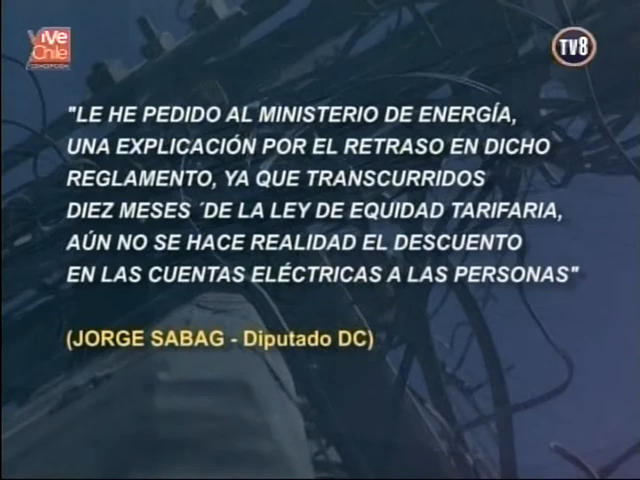 ViVe
Chile
CONCEPCIÓN
TV8
"LE HE PEDIDO AL MINISTERIO DE ENERGÍA,
UNA EXPLICACIÓN POR EL RETRASO EN DICHO
REGLAMENTO, YA QUE TRANSCURRIDOS
DIEZ MESES ´DE LA LEY DE EQUIDAD TARIFARIA,
AÚN NO SE HACE REALIDAD EL DESCUENTO
EN LAS CUENTAS ELÉCTRICAS A LAS PERSONAS"
(JORGE SABAG - Diputado DC)